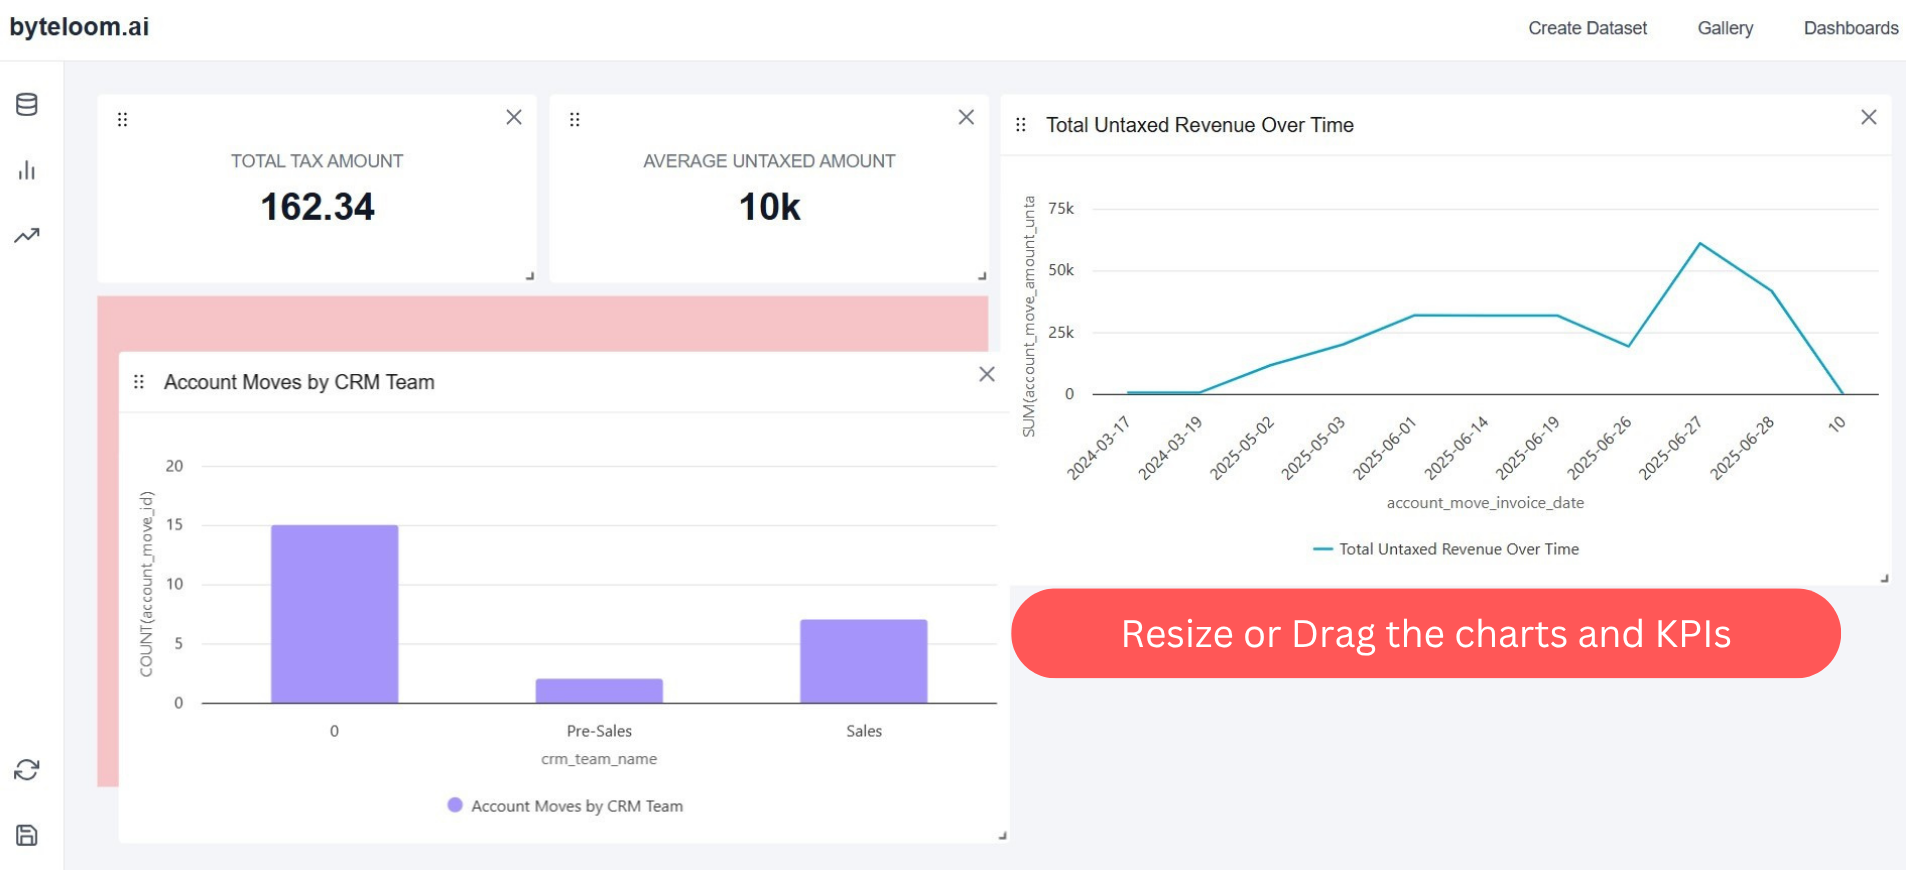 byteloom.ai
Create Dataset
Gallery
Dashboards
TOTAL TAX AMOUNT
162.34
AVERAGE UNTAXED AMOUNT
10k
Total Untaxed Revenue Over Time
SUM(account_move_amount_unta
75k
50k
25k
0
2024-03-17
2024-03-19
2025-05-02
2025-05-03
2025-06-01
2025-06-14
2025-06-19
2025-06-26
2025-06-27
2025-06-28
10
account_move_invoice_date
Total Untaxed Revenue Over Time
Account Moves by CRM Team
COUNT(account_move_id)
20
15
10
5
0
0
Pre-Sales
Sales
crm_team_name
Account Moves by CRM Team
Resize or Drag the charts and KPIs